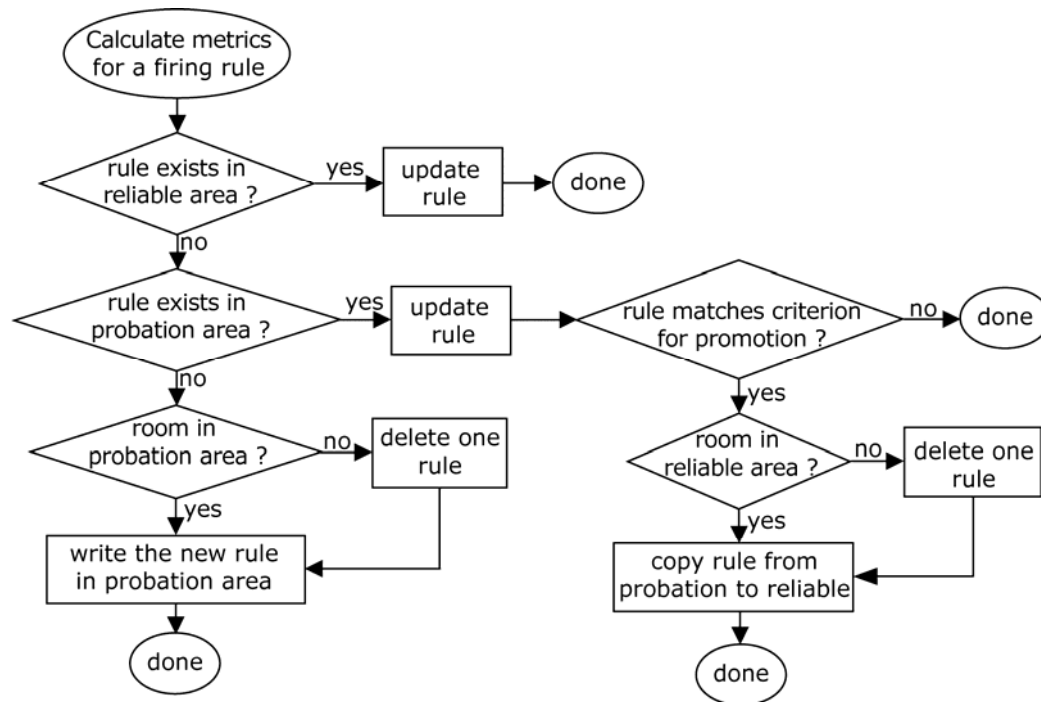 Calculate metrics
for a firing rule
rule exists in
reliable area ?
yes
update
rule
done
no
rule exists in
probation area ?
yes
update
rule
rule matches criterion
for promotion ?
no
done
no
yes
room in
probation area ?
no
delete one
rule
room in
reliable area ?
no
delete one
rule
yes
yes
write the new rule
in probation area
copy rule from
probation to reliable
done
done